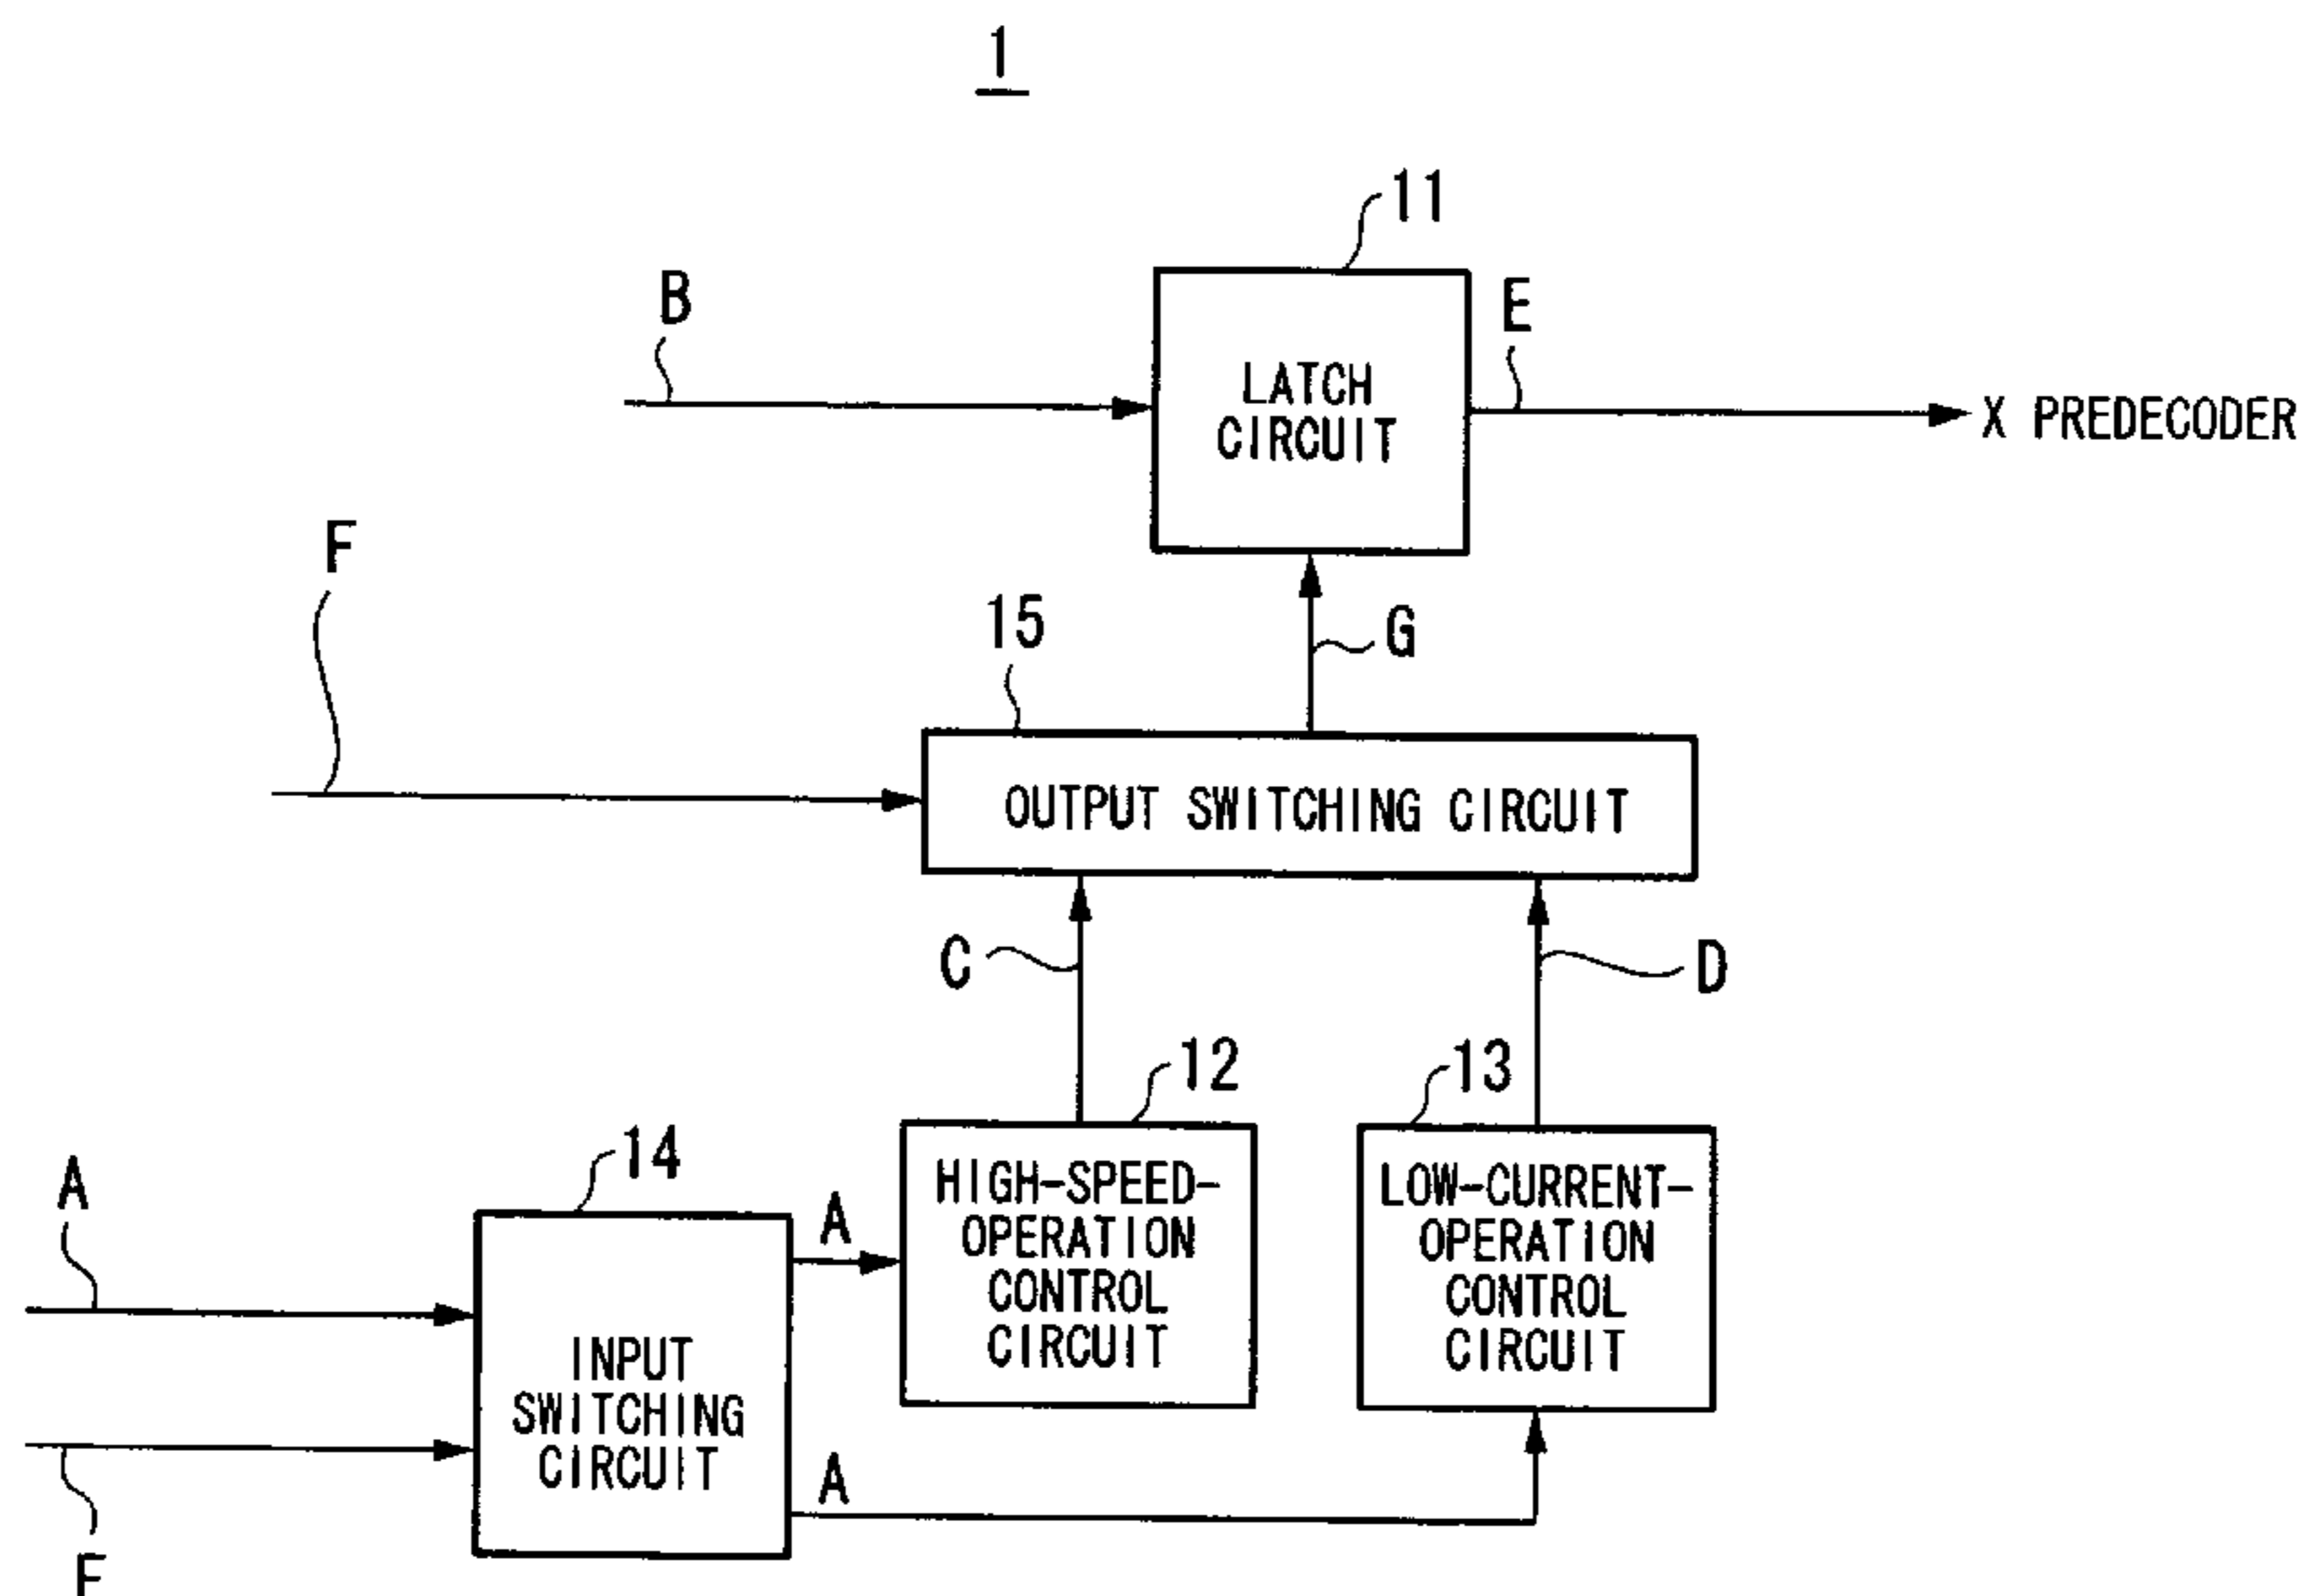 1
11
B
E
LATCH
CIRCUIT
X PREDECODER
F
15
G
OUTPUT SWITCHING CIRCUIT
C
D
12
13
14
A
A
HIGH-SPEED-
OPERATION
CONTROL
CIRCUIT
LOW-CURRENT-
OPERATION
CONTROL
CIRCUIT
INPUT
SWITCHING
CIRCUIT
A